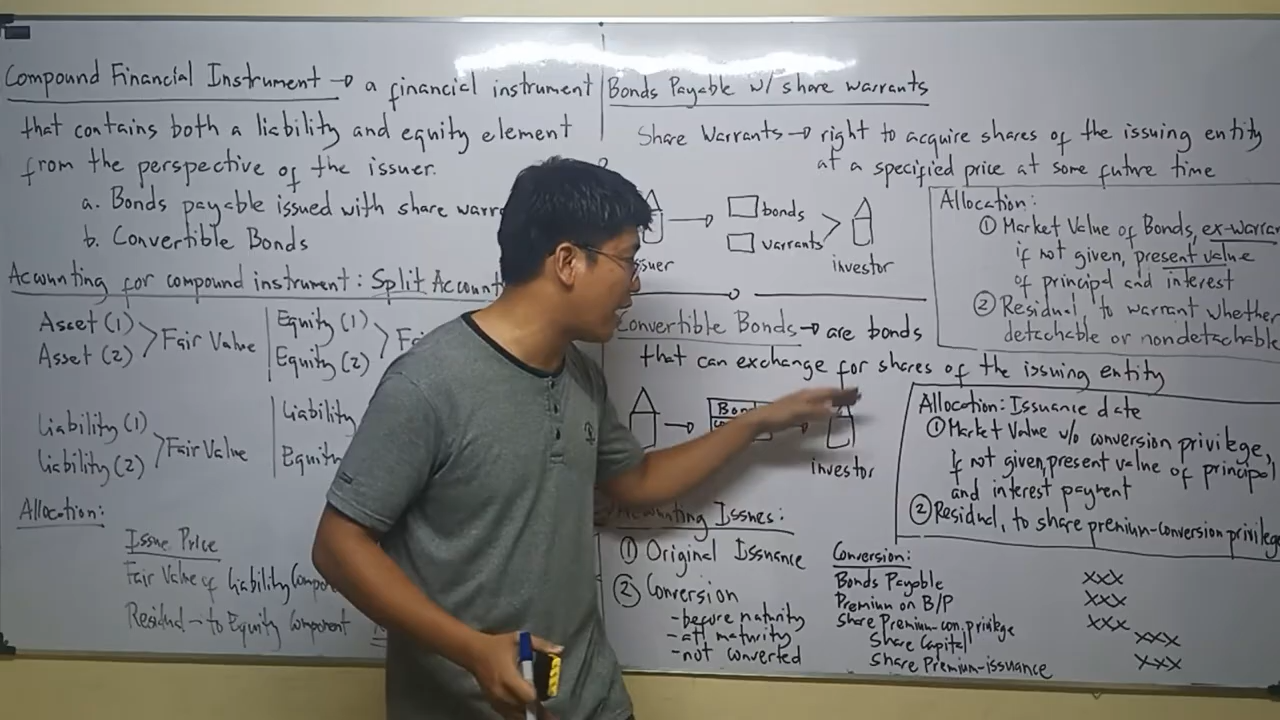 Compound Financial Instrument → a financial instrument
that contains both a liability and equity element
from the perspective of the issuer.
a. Bonds payable issued with share warr
b. Convertible Bonds
Accounting for compound instrument: Split Account
Asset (1)
Asset (2)
Fair Value
Equity (1)
Equity (2)
Liability (1)
Liability (2)
Fair Value
Liability
Equity
Allocation:
Issue Price
Fair Value of Liability Compo
Residual → to Equity Component
Bonds Payable w/ share warrants
Share Warrants → right to acquire shares of the issuing entity
at a specified price at some future time
bonds
warrants
investor
Allocation:
① Market Value of Bonds, ex-warra
if not given, present value
of principal and interest
② Residual, to warrant whether
detachable or nondetachable
Convertible Bonds → are bonds
that can exchange for shares of the issuing entity
investor
Allocation: Issuance date
① Market Value w/o conversion privilege,
If not given, present value of principal
and interest payment
② Residual, to share premium-conversion privilege
Accounting Issues:
① Original Issuance
② Conversion
- before maturity
- att maturity
- not converted
Conversion:
Bonds Payable xxx
Premium on B/P xxx
Share Premium-con. privilege xxx
Share Capital xxx
Share Premium-issuance xxx